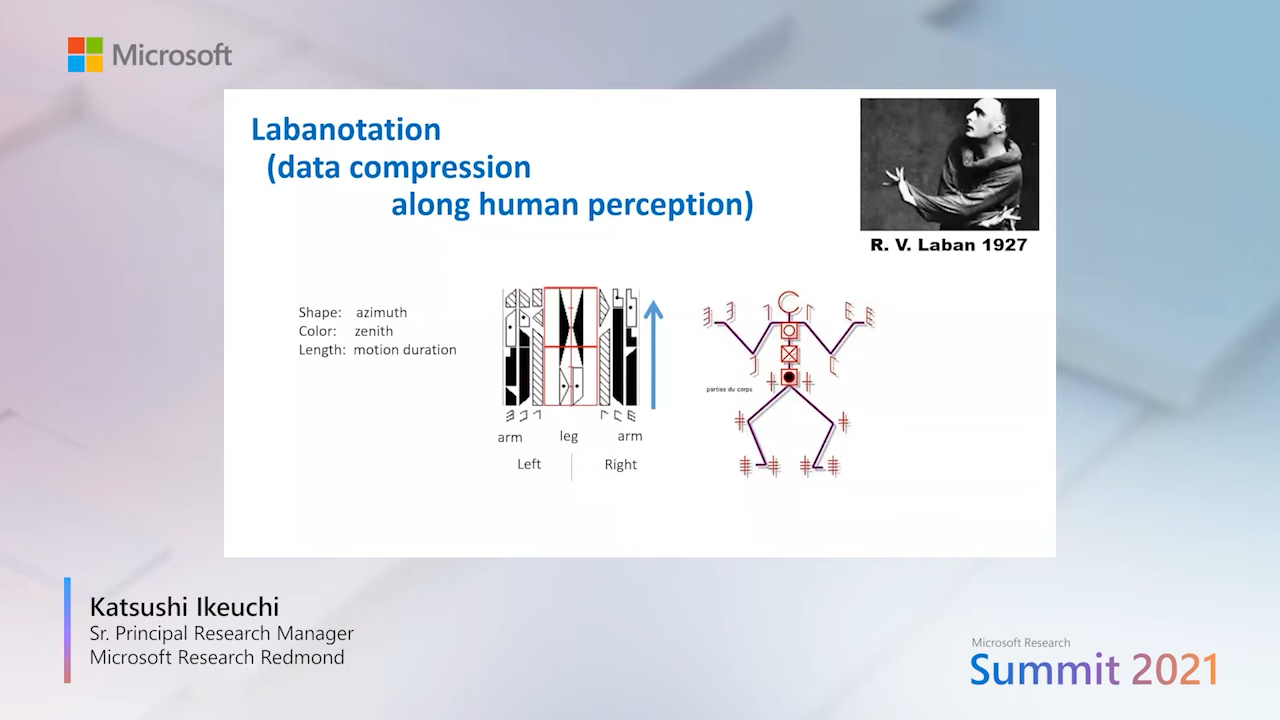 Microsoft
Labanotation
(data compression
along human perception)
R. V. Laban 1927
Shape: azimuth
Color: zenith
Length: motion duration
parties du corps
arm leg arm
Left Right
Katsushi Ikeuchi
Sr. Principal Research Manager
Microsoft Research Redmond
Microsoft Research
Summit 2021